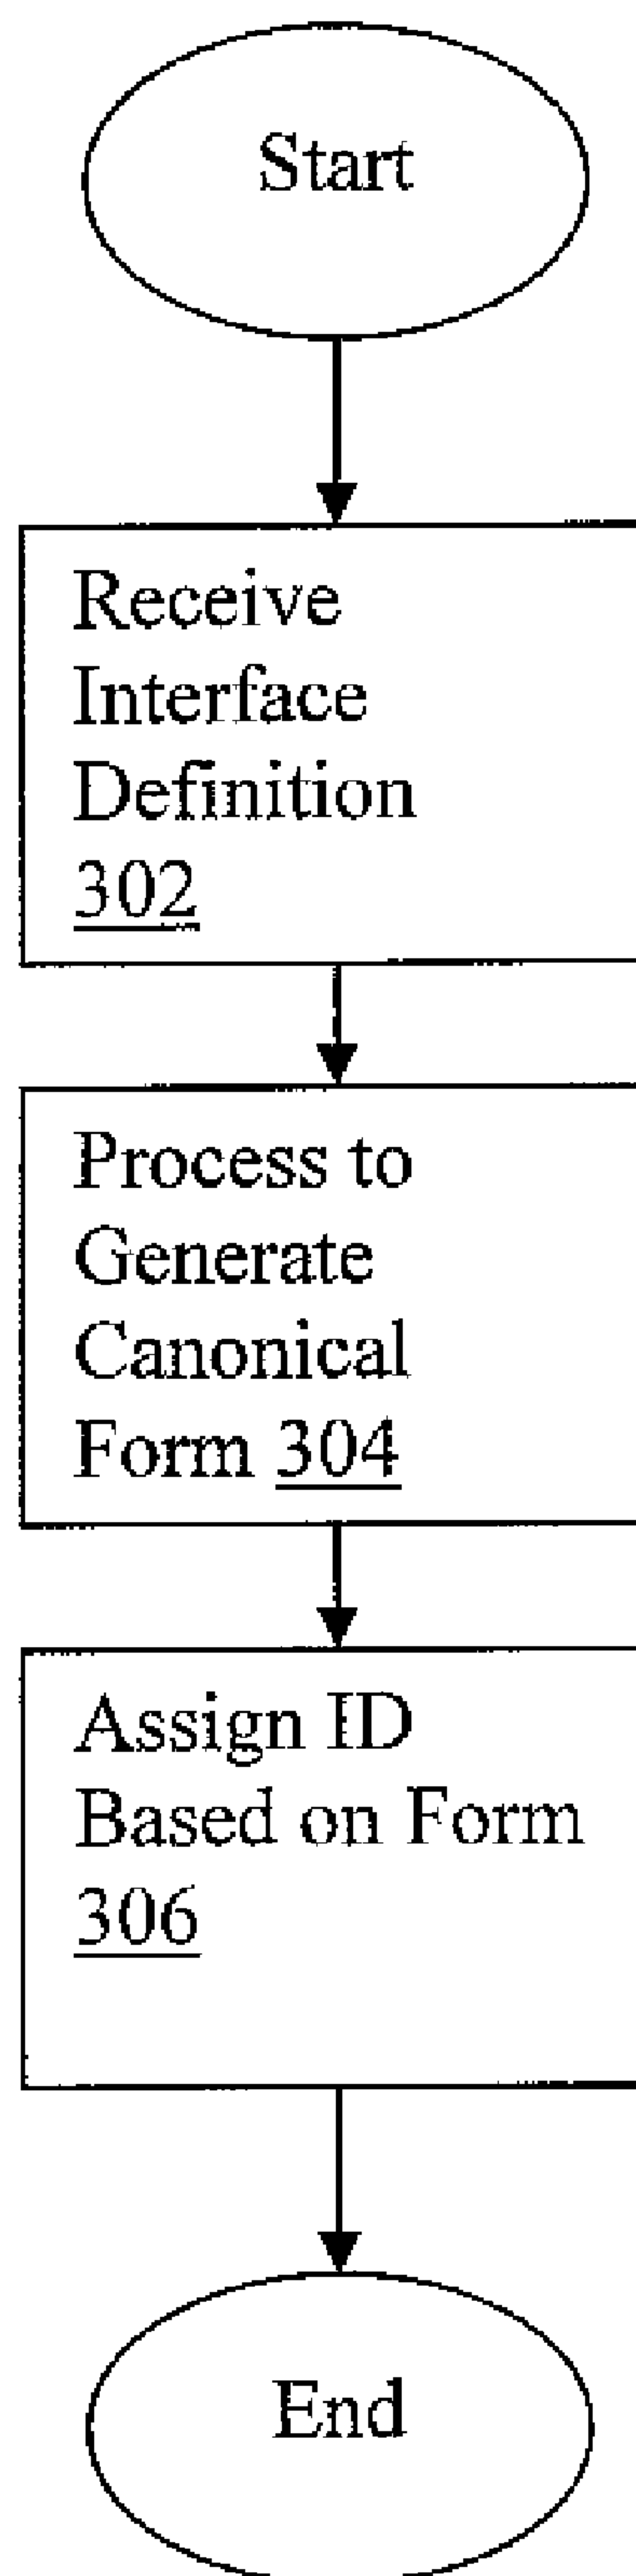 Start
Receive
Interface
Definition
302
Process to
Generate
Canonical
Form 304
Assign ID
Based on Form
306
End